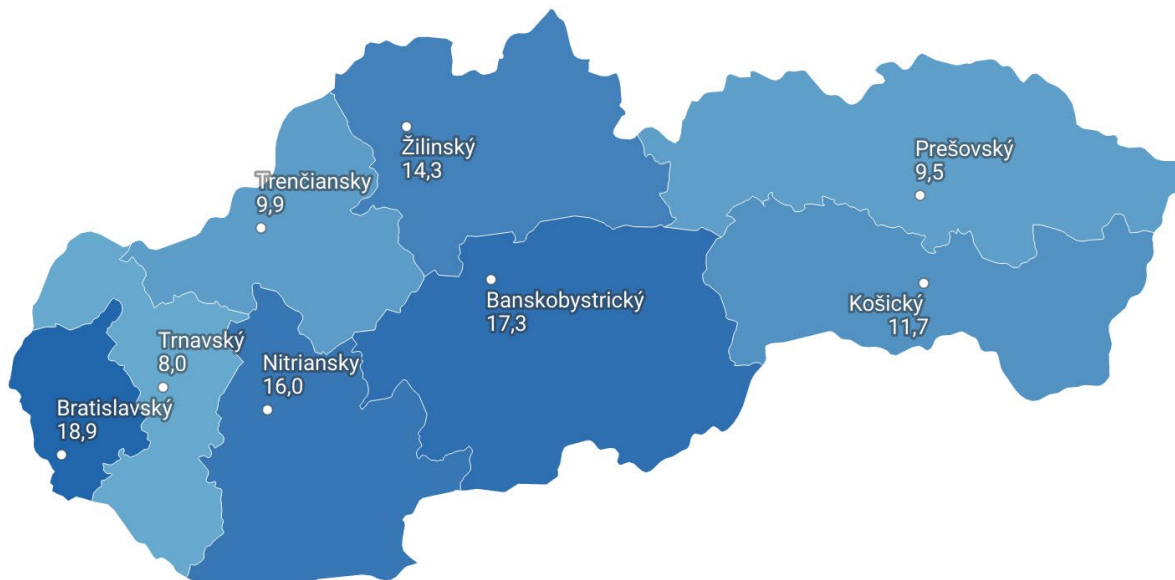 Žilinský
14,3
Prešovský
9,5
Trenčiansky
9,9
Banskobystrický
17,3
Košický
11,7
Trnavský
8,0
Nitriansky
16,0
Bratislavský
18,9